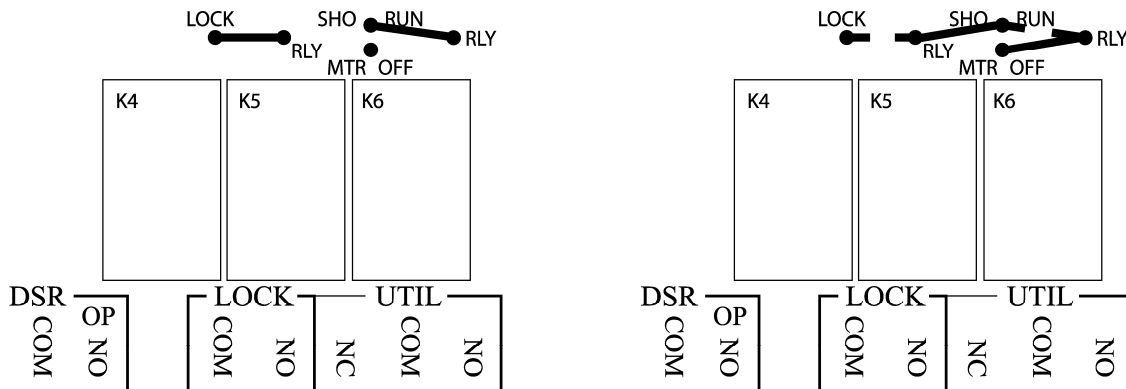 LOCK SHO RUN
RLY RLY
MTR OFF
K4 K5 K6
DSR LOCK UTIL
OP
COM NO COM NO NC COM NO
LOCK SHO RUN
RLY RLY
MTR OFF
K4 K5 K6
DSR LOCK UTIL
OP
COM NO COM NO NC COM NO